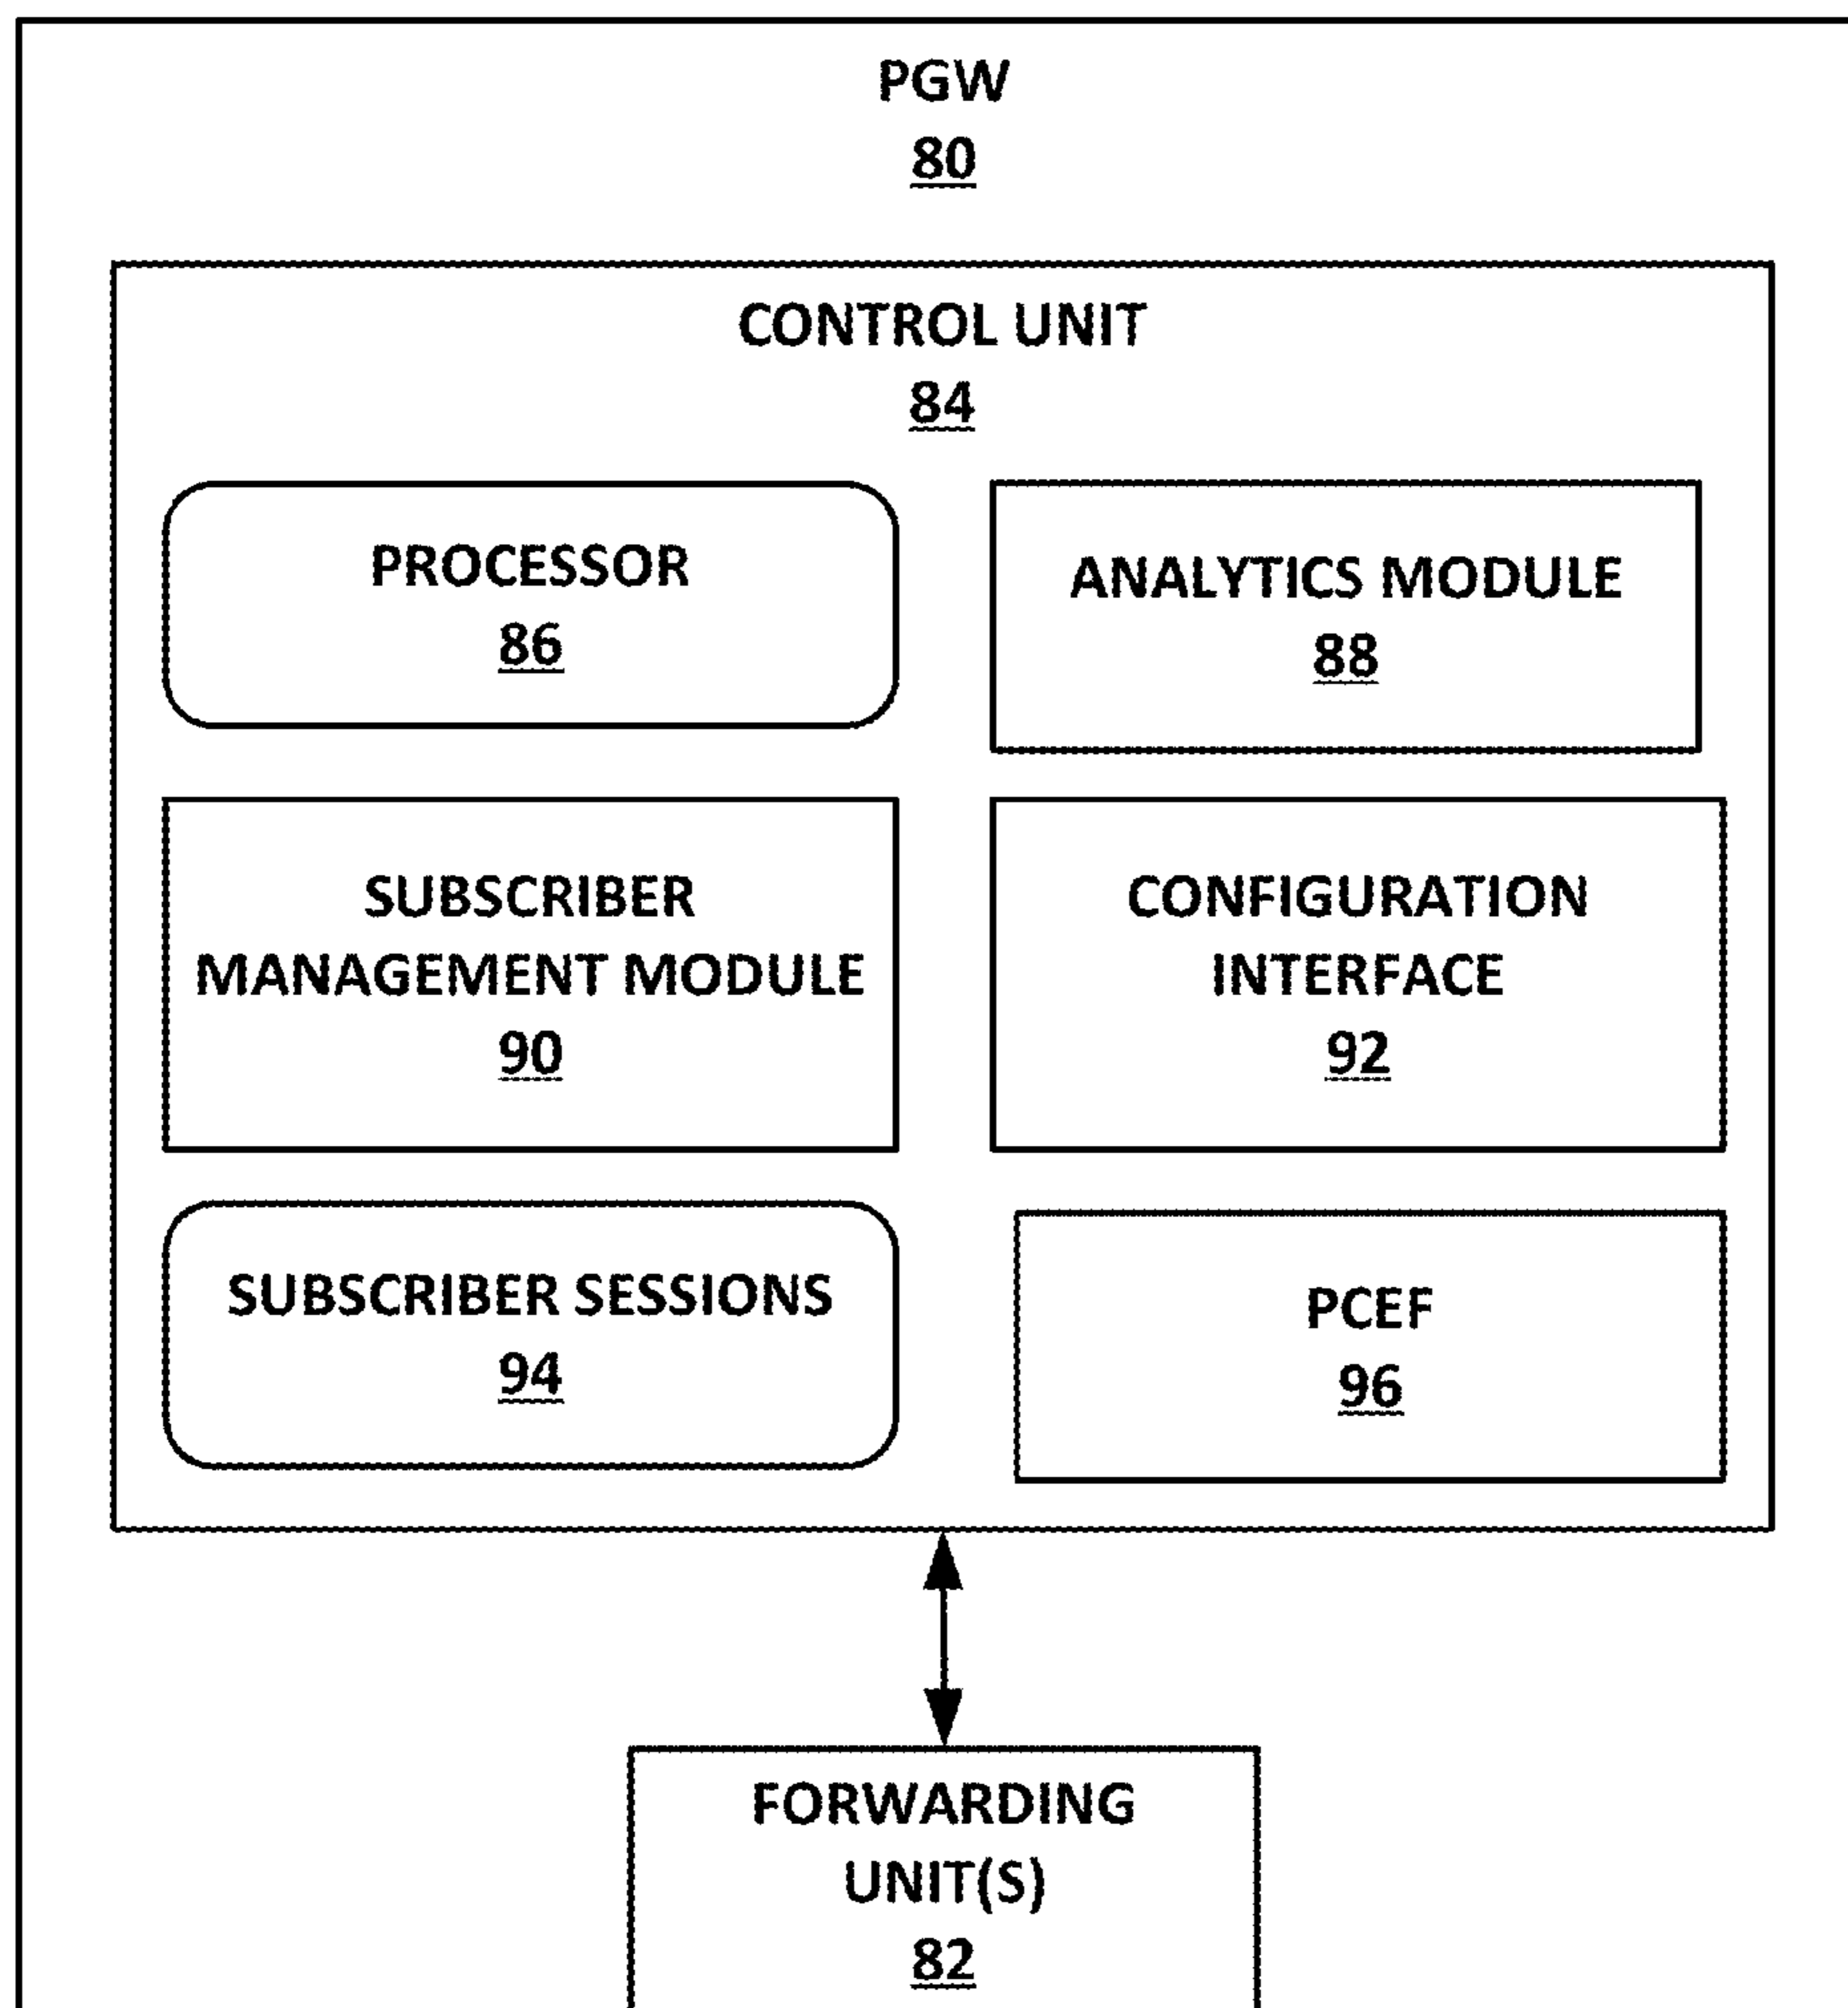 PGW
80
CONTROL UNIT
84
PROCESSOR
86
ANALYTICS MODULE
88
SUBSCRIBER
MANAGEMENT MODULE
90
CONFIGURATION
INTERFACE
92
SUBSCRIBER SESSIONS
94
PCEF
96
FORWARDING
UNIT(S)
82